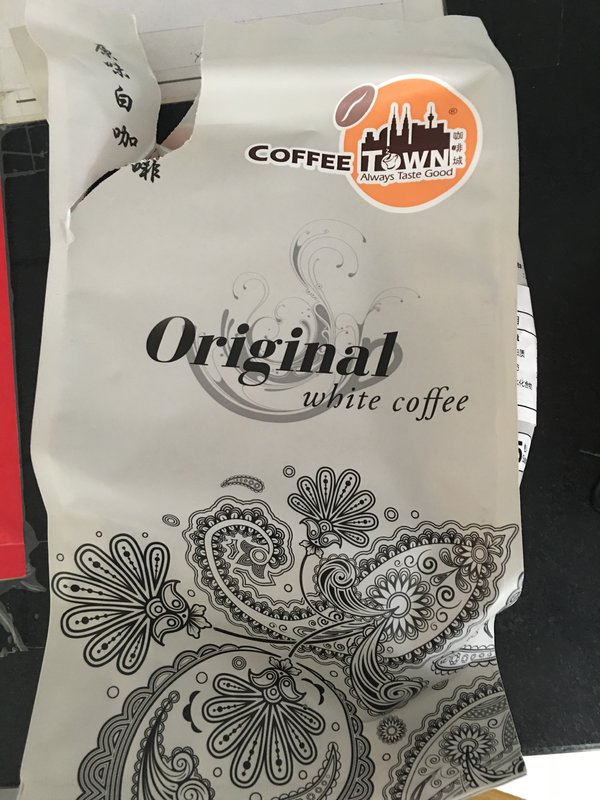 原味白咖啡
COFFEE TOWN
®
咖啡城
Always Taste Good
Original
white coffee